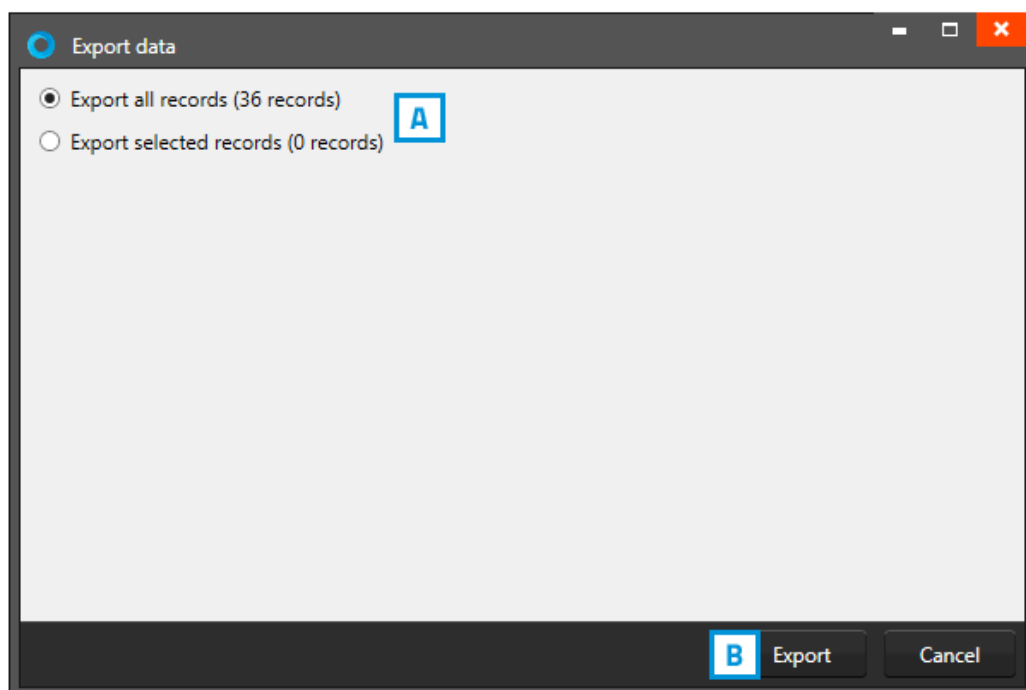 Export data
Export all records (36 records)
A
Export selected records (0 records)
B Export Cancel